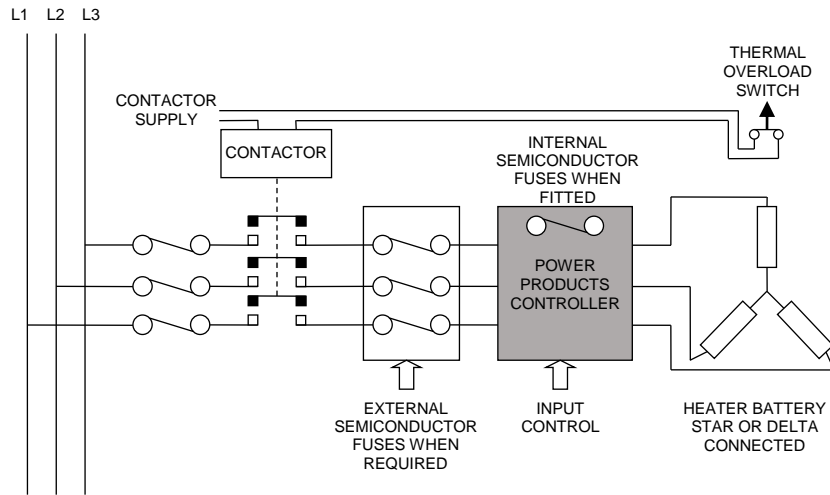 L1 L2 L3
THERMAL
OVERLOAD
SWITCH
CONTACTOR
SUPPLY
CONTACTOR
INTERNAL
SEMICONDUCTOR
FUSES WHEN
FITTED
POWER
PRODUCTS
CONTROLLER
EXTERNAL
SEMICONDUCTOR
FUSES WHEN
REQUIRED
INPUT
CONTROL
HEATER BATTERY
STAR OR DELTA
CONNECTED